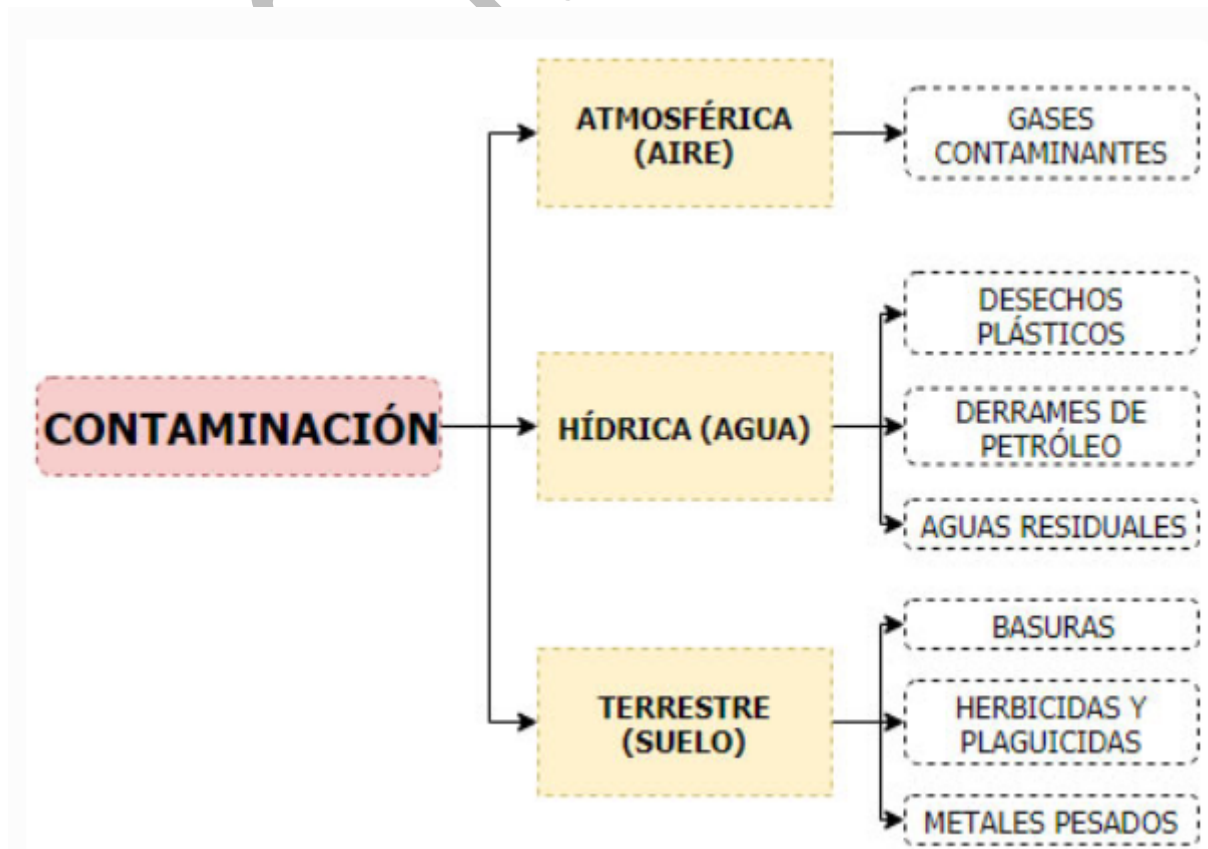 CONTAMINACIÓN
ATMOSFÉRICA
(AIRE)
GASES
CONTAMINANTES
HÍDRICA (AGUA)
DESECHOS
PLÁSTICOS
DERRAMES DE
PETRÓLEO
AGUAS RESIDUALES
TERRESTRE
(SUELO)
BASURAS
HERBICIDAS Y
PLAGUICIDAS
METALES PESADOS